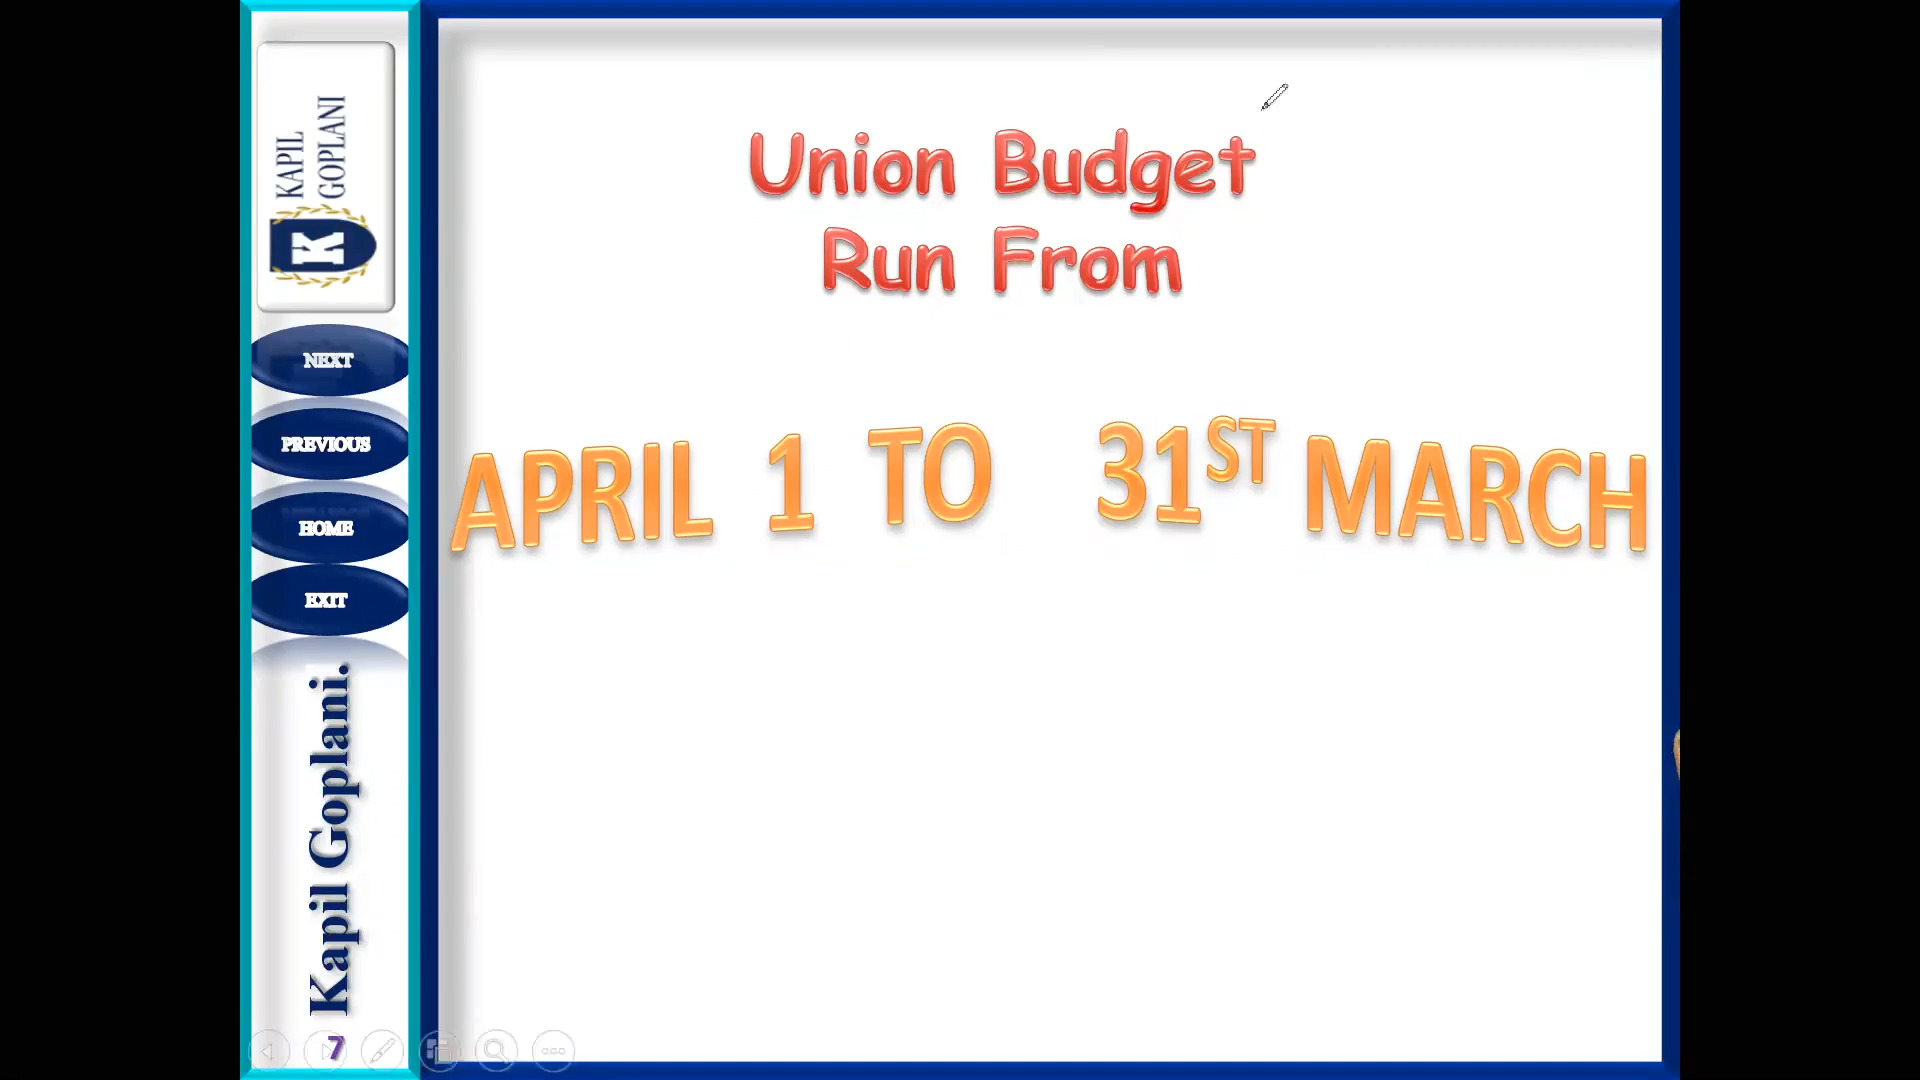 KAPIL
GOPLANI
K
NEXT
PREVIOUS
HOME
EXIT
Kapil Goplani.
7
Union Budget
Run From
APRIL 1 TO 31ST MARCH